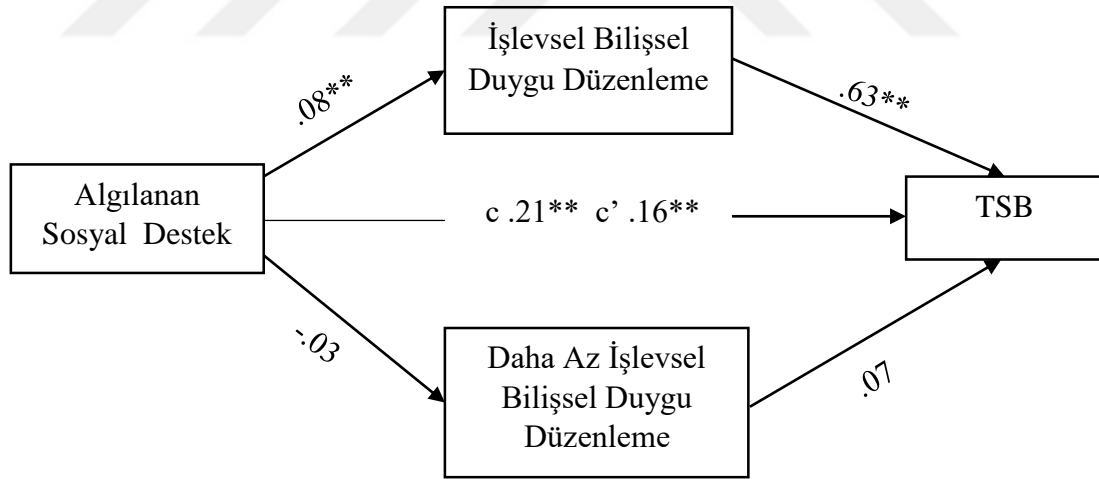 İşlevsel Bilişsel
Duygu Düzenleme
.08**
.63**
Algılanan
Sosyal Destek
c .21** c’ .16**
TSB
-.03
Daha Az İşlevsel
Bilişsel Duygu
Düzenleme
.07